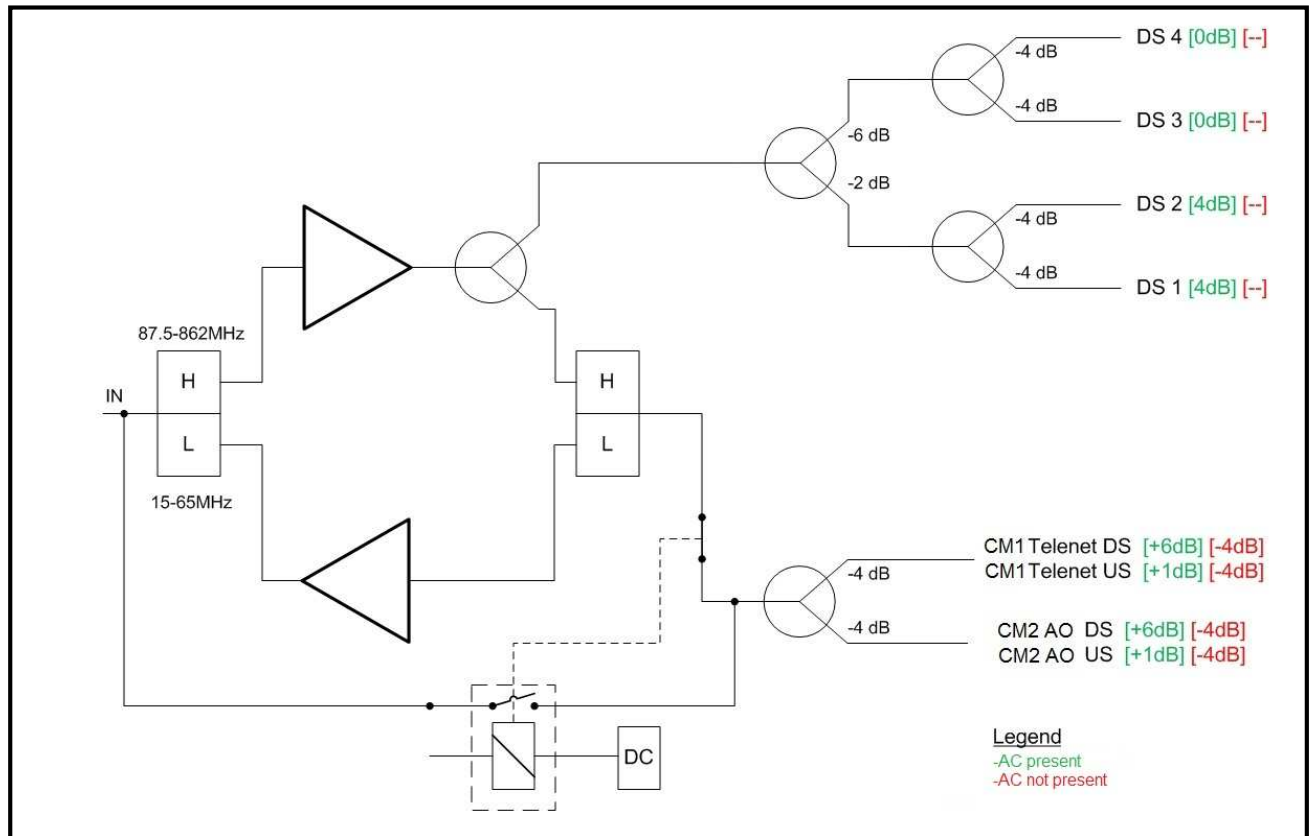 DS 4 [0dB] [--]
-4 dB
-4 dB
DS 3 [0dB] [--]
-6 dB
-2 dB
DS 2 [4dB] [--]
-4 dB
-4 dB
DS 1 [4dB] [--]
87.5-862MHz
H
H
IN
L
L
15-65MHz
CM1 Telenet DS [+6dB] [-4dB]
CM1 Telenet US [+1dB] [-4dB]
-4 dB
-4 dB
CM2 AO DS [+6dB] [-4dB]
CM2 AO US [+1dB] [-4dB]
DC
Legend
-AC present
-AC not present